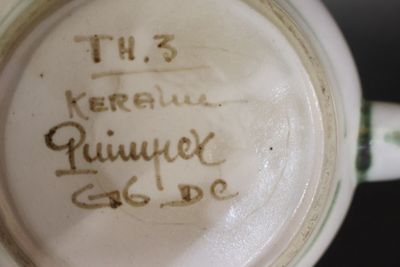 TH.3
KERALUC
Quimper
G6 DC